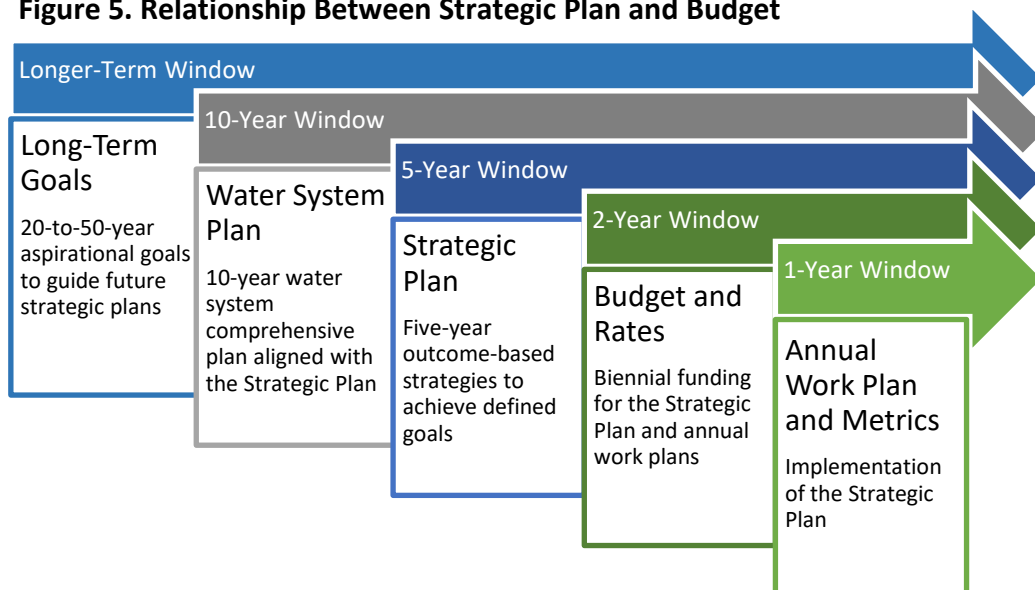 Figure 5. Relationship Between Strategic Plan and Budget
Longer-Term Window
Long-Term
Goals
20-to-50-year
aspirational goals
to guide future
strategic plans
10-Year Window
Water System
Plan
10-year water
system
comprehensive
plan aligned with
the Strategic Plan
5-Year Window
Strategic
Plan
Five-year
outcome-based
strategies to
achieve defined
goals
2-Year Window
Budget and
Rates
Biennial funding
for the Strategic
Plan and annual
work plans
1-Year Window
Annual
Work Plan
and Metrics
Implementation
of the Strategic
Plan